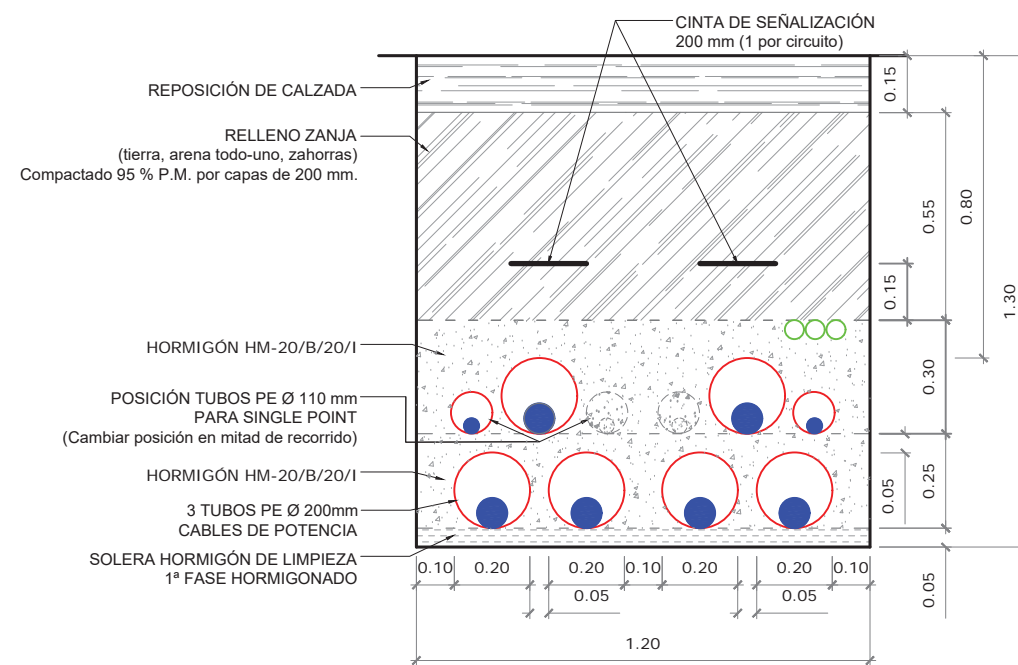 CINTA DE SEÑALIZACIÓN
200 mm (1 por circuito)
REPOSICIÓN DE CALZADA
RELLENO ZANJA
(tierra, arena todo-uno, zahorras)
Compactado 95 % P.M. por capas de 200 mm.
HORMIGÓN HM-20/B/20/I
POSICIÓN TUBOS PE Ø 110 mm
PARA SINGLE POINT
(Cambiar posición en mitad de recorrido)
HORMIGÓN HM-20/B/20/I
3 TUBOS PE Ø 200mm
CABLES DE POTENCIA
SOLERA HORMIGÓN DE LIMPIEZA
1ª FASE HORMIGONADO
0.15
0.55
0.80
0.15
1.30
0.30
0.05
0.25
0.05
0.10
0.20
0.20
0.10
0.20
0.20
0.10
0.05
0.05
1.20